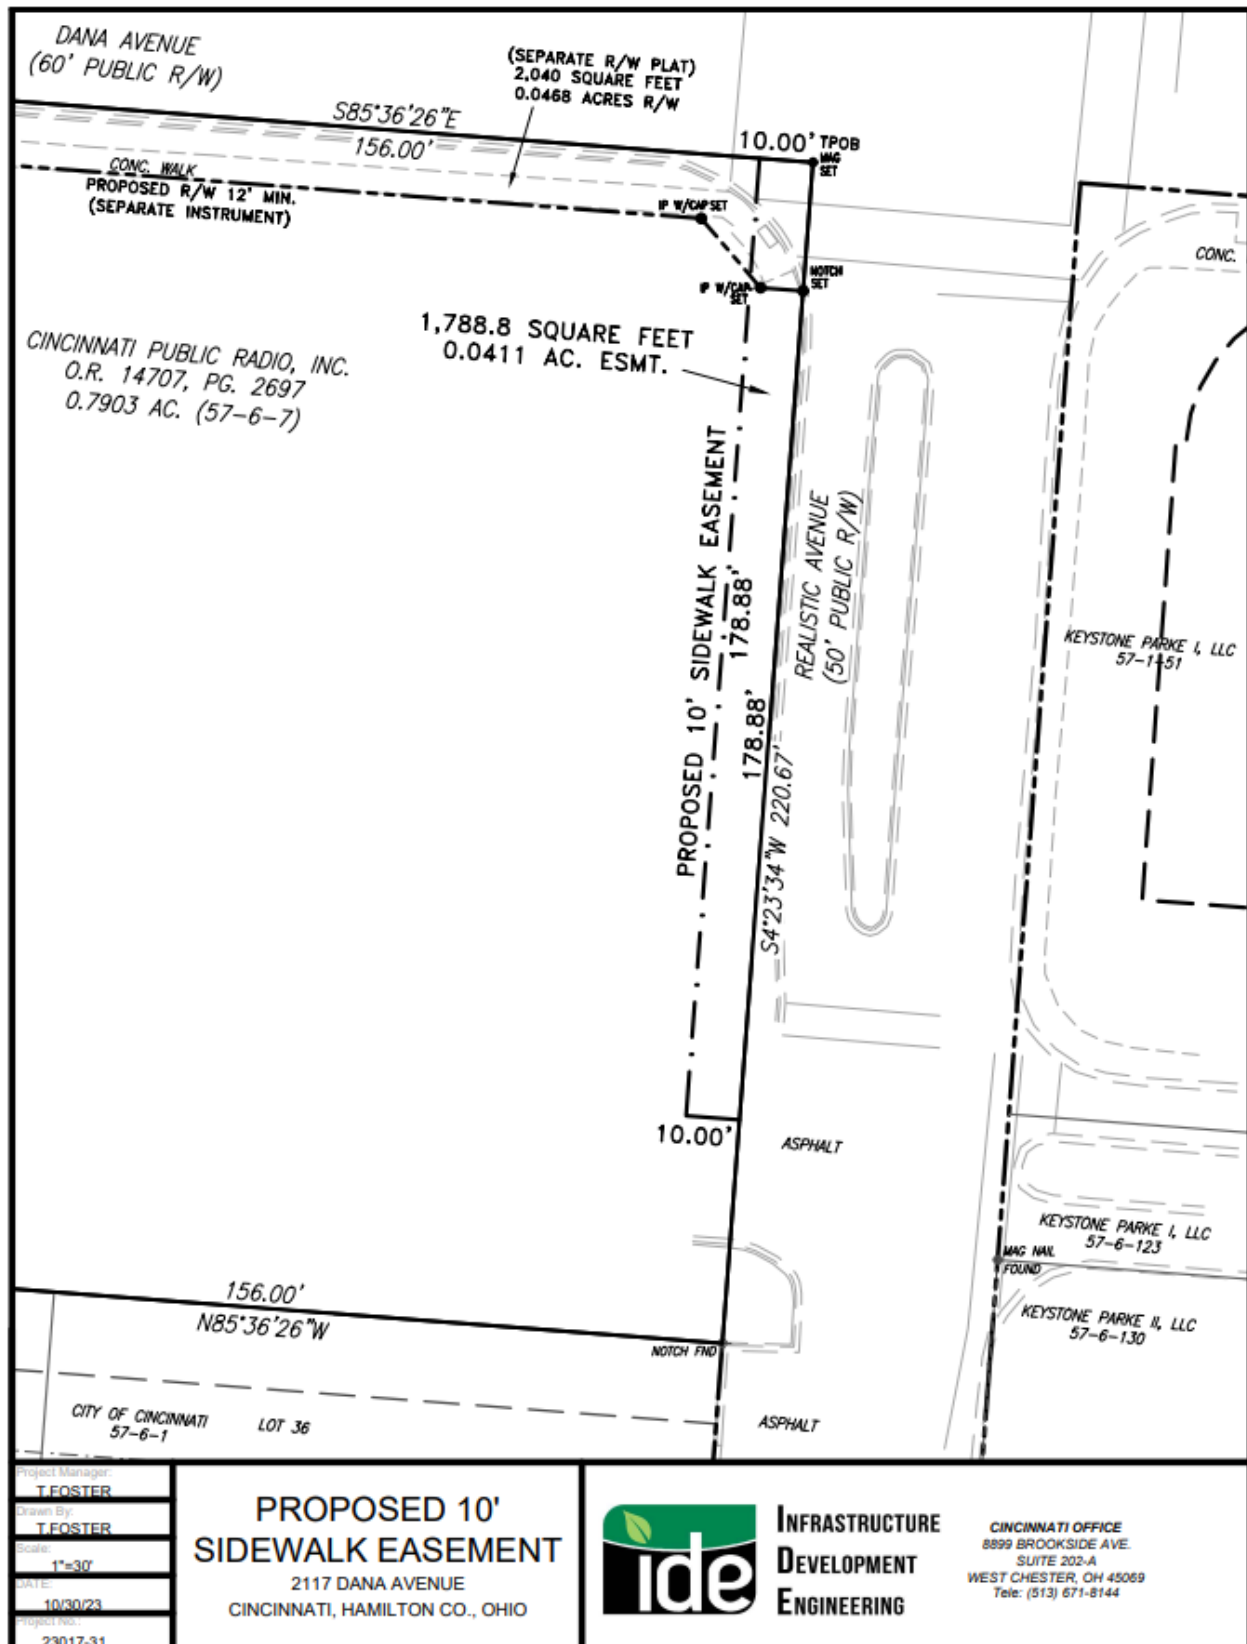 DANA AVENUE
(60' PUBLIC R/W)
(SEPARATE R/W PLAT)
2,040 SQUARE FEET
0.0468 ACRES R/W
S85°36'26"E
156.00'
10.00'
TPOB
MAG
SET
CONC. WALK
PROPOSED R/W 12' MIN.
(SEPARATE INSTRUMENT)
IP W/CAP SET
IP W/CAP
SET
NOTCH
SET
CONC.
1,788.8 SQUARE FEET
0.0411 AC. ESMT.
CINCINNATI PUBLIC RADIO, INC.
O.R. 14707, PG. 2697
0.7903 AC. (57-6-7)
PROPOSED 10' SIDEWALK EASEMENT
178.88'
178.88'
S4°23'34"W 220.67'
REALISTIC AVENUE
(50' PUBLIC R/W)
KEYSTONE PARKE I, LLC
57-1-51
10.00'
ASPHALT
KEYSTONE PARKE I, LLC
57-6-123
MAG NAIL
FOUND
KEYSTONE PARKE II, LLC
57-6-130
156.00'
N85°36'26"W
NOTCH FND
CITY OF CINCINNATI
57-6-1
LOT 36
ASPHALT
Project Manager:
T.FOSTER
Drawn By:
T.FOSTER
Scale:
1"=30'
DATE:
10/30/23
Project No.:
23017-31
PROPOSED 10'
SIDEWALK EASEMENT
2117 DANA AVENUE
CINCINNATI, HAMILTON CO., OHIO
ide
INFRASTRUCTURE
DEVELOPMENT
ENGINEERING
CINCINNATI OFFICE
8899 BROOKSIDE AVE.
SUITE 202-A
WEST CHESTER, OH 45069
Tele: (513) 671-8144